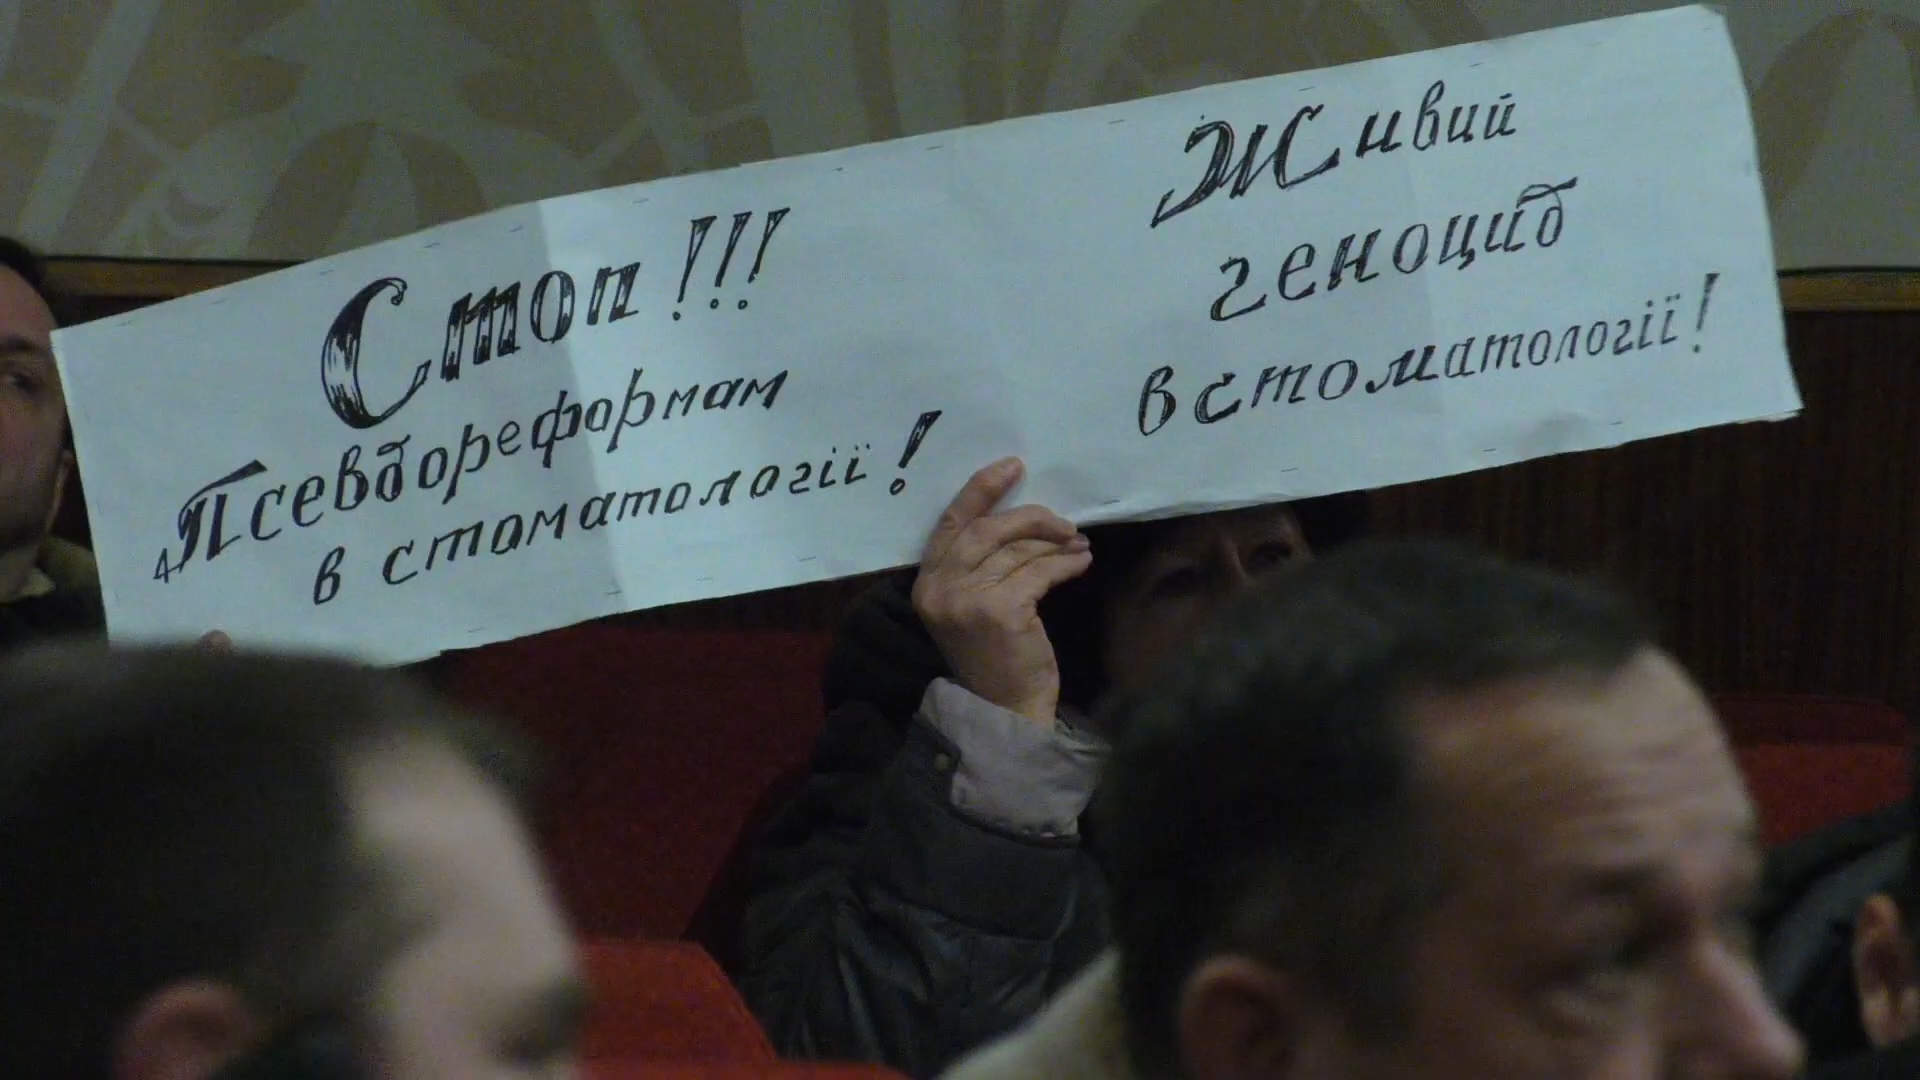 Стоп!!!
Псевдореформам
в стоматології!
Живий
геноцид
в стоматології!